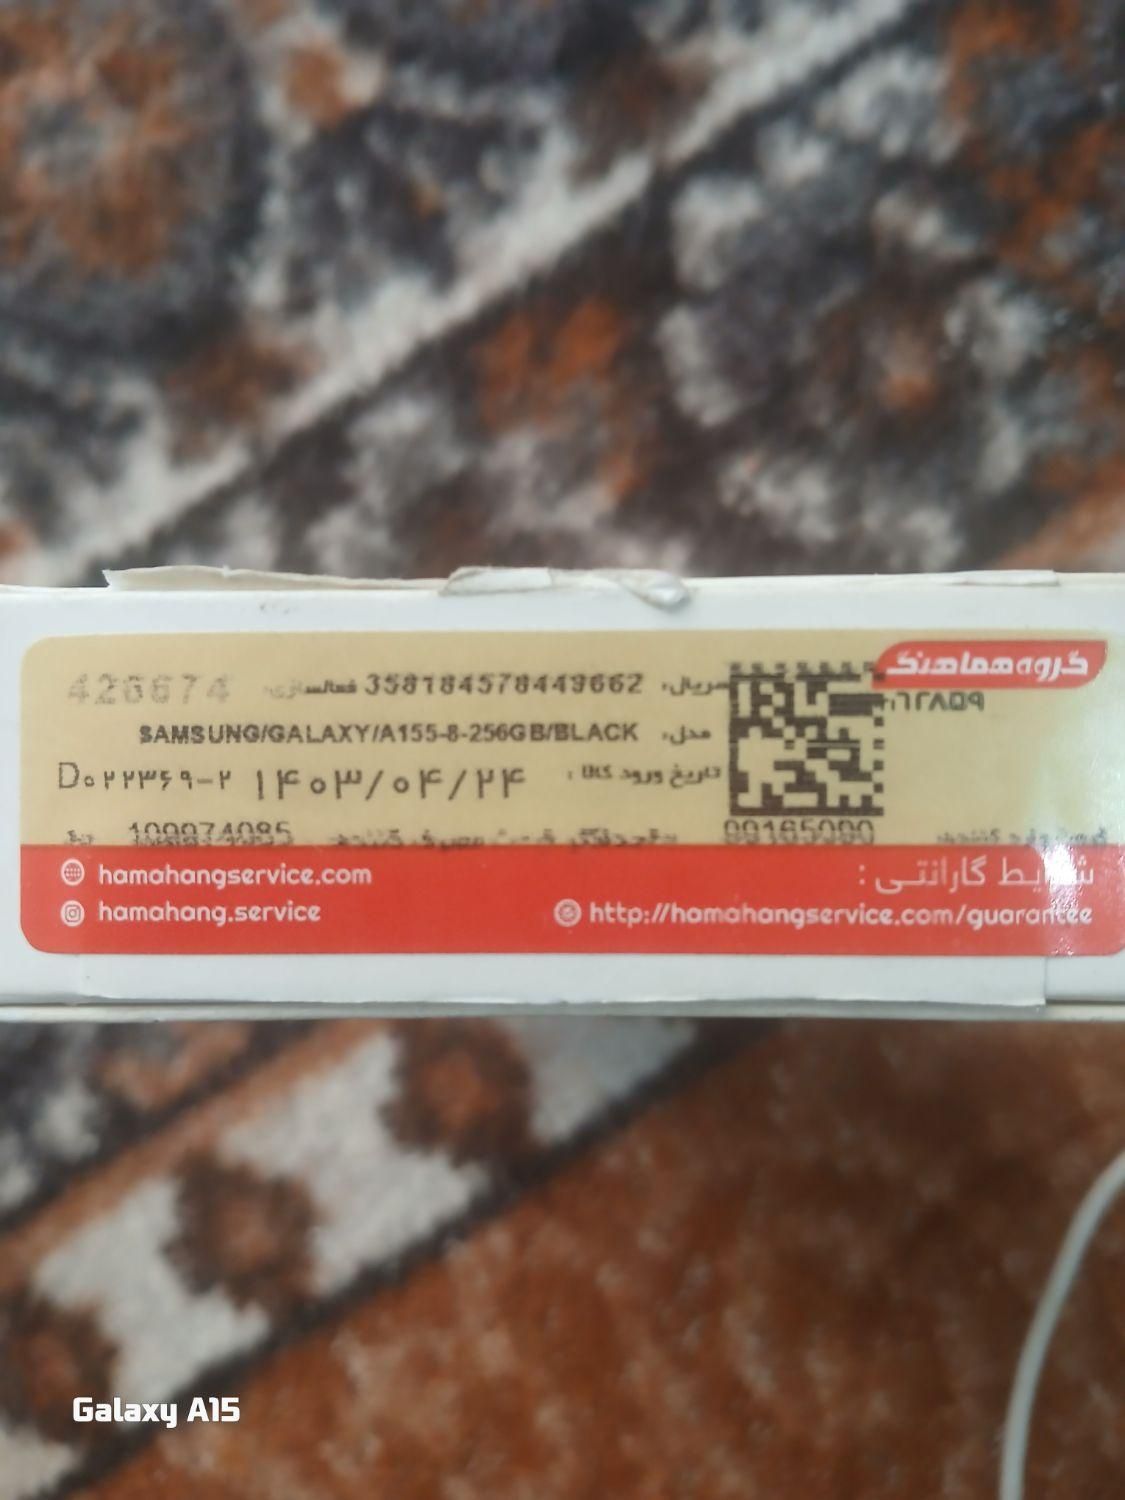 گروه هماهنگ
سریال: 358184578449662 فعالسازی: 426674
مدل: SAMSUNG/GALAXY/A155-8-256GB/BLACK
تاریخ ورود کالا: ۱۴۰۳/۰۴/۲۴ D۰۲۲۳۶۹-۲
99165090 109974085
شرایط گارانتی :
http://hamahangservice.com/guarantee
hamahangservice.com
hamahang.service
Galaxy A15